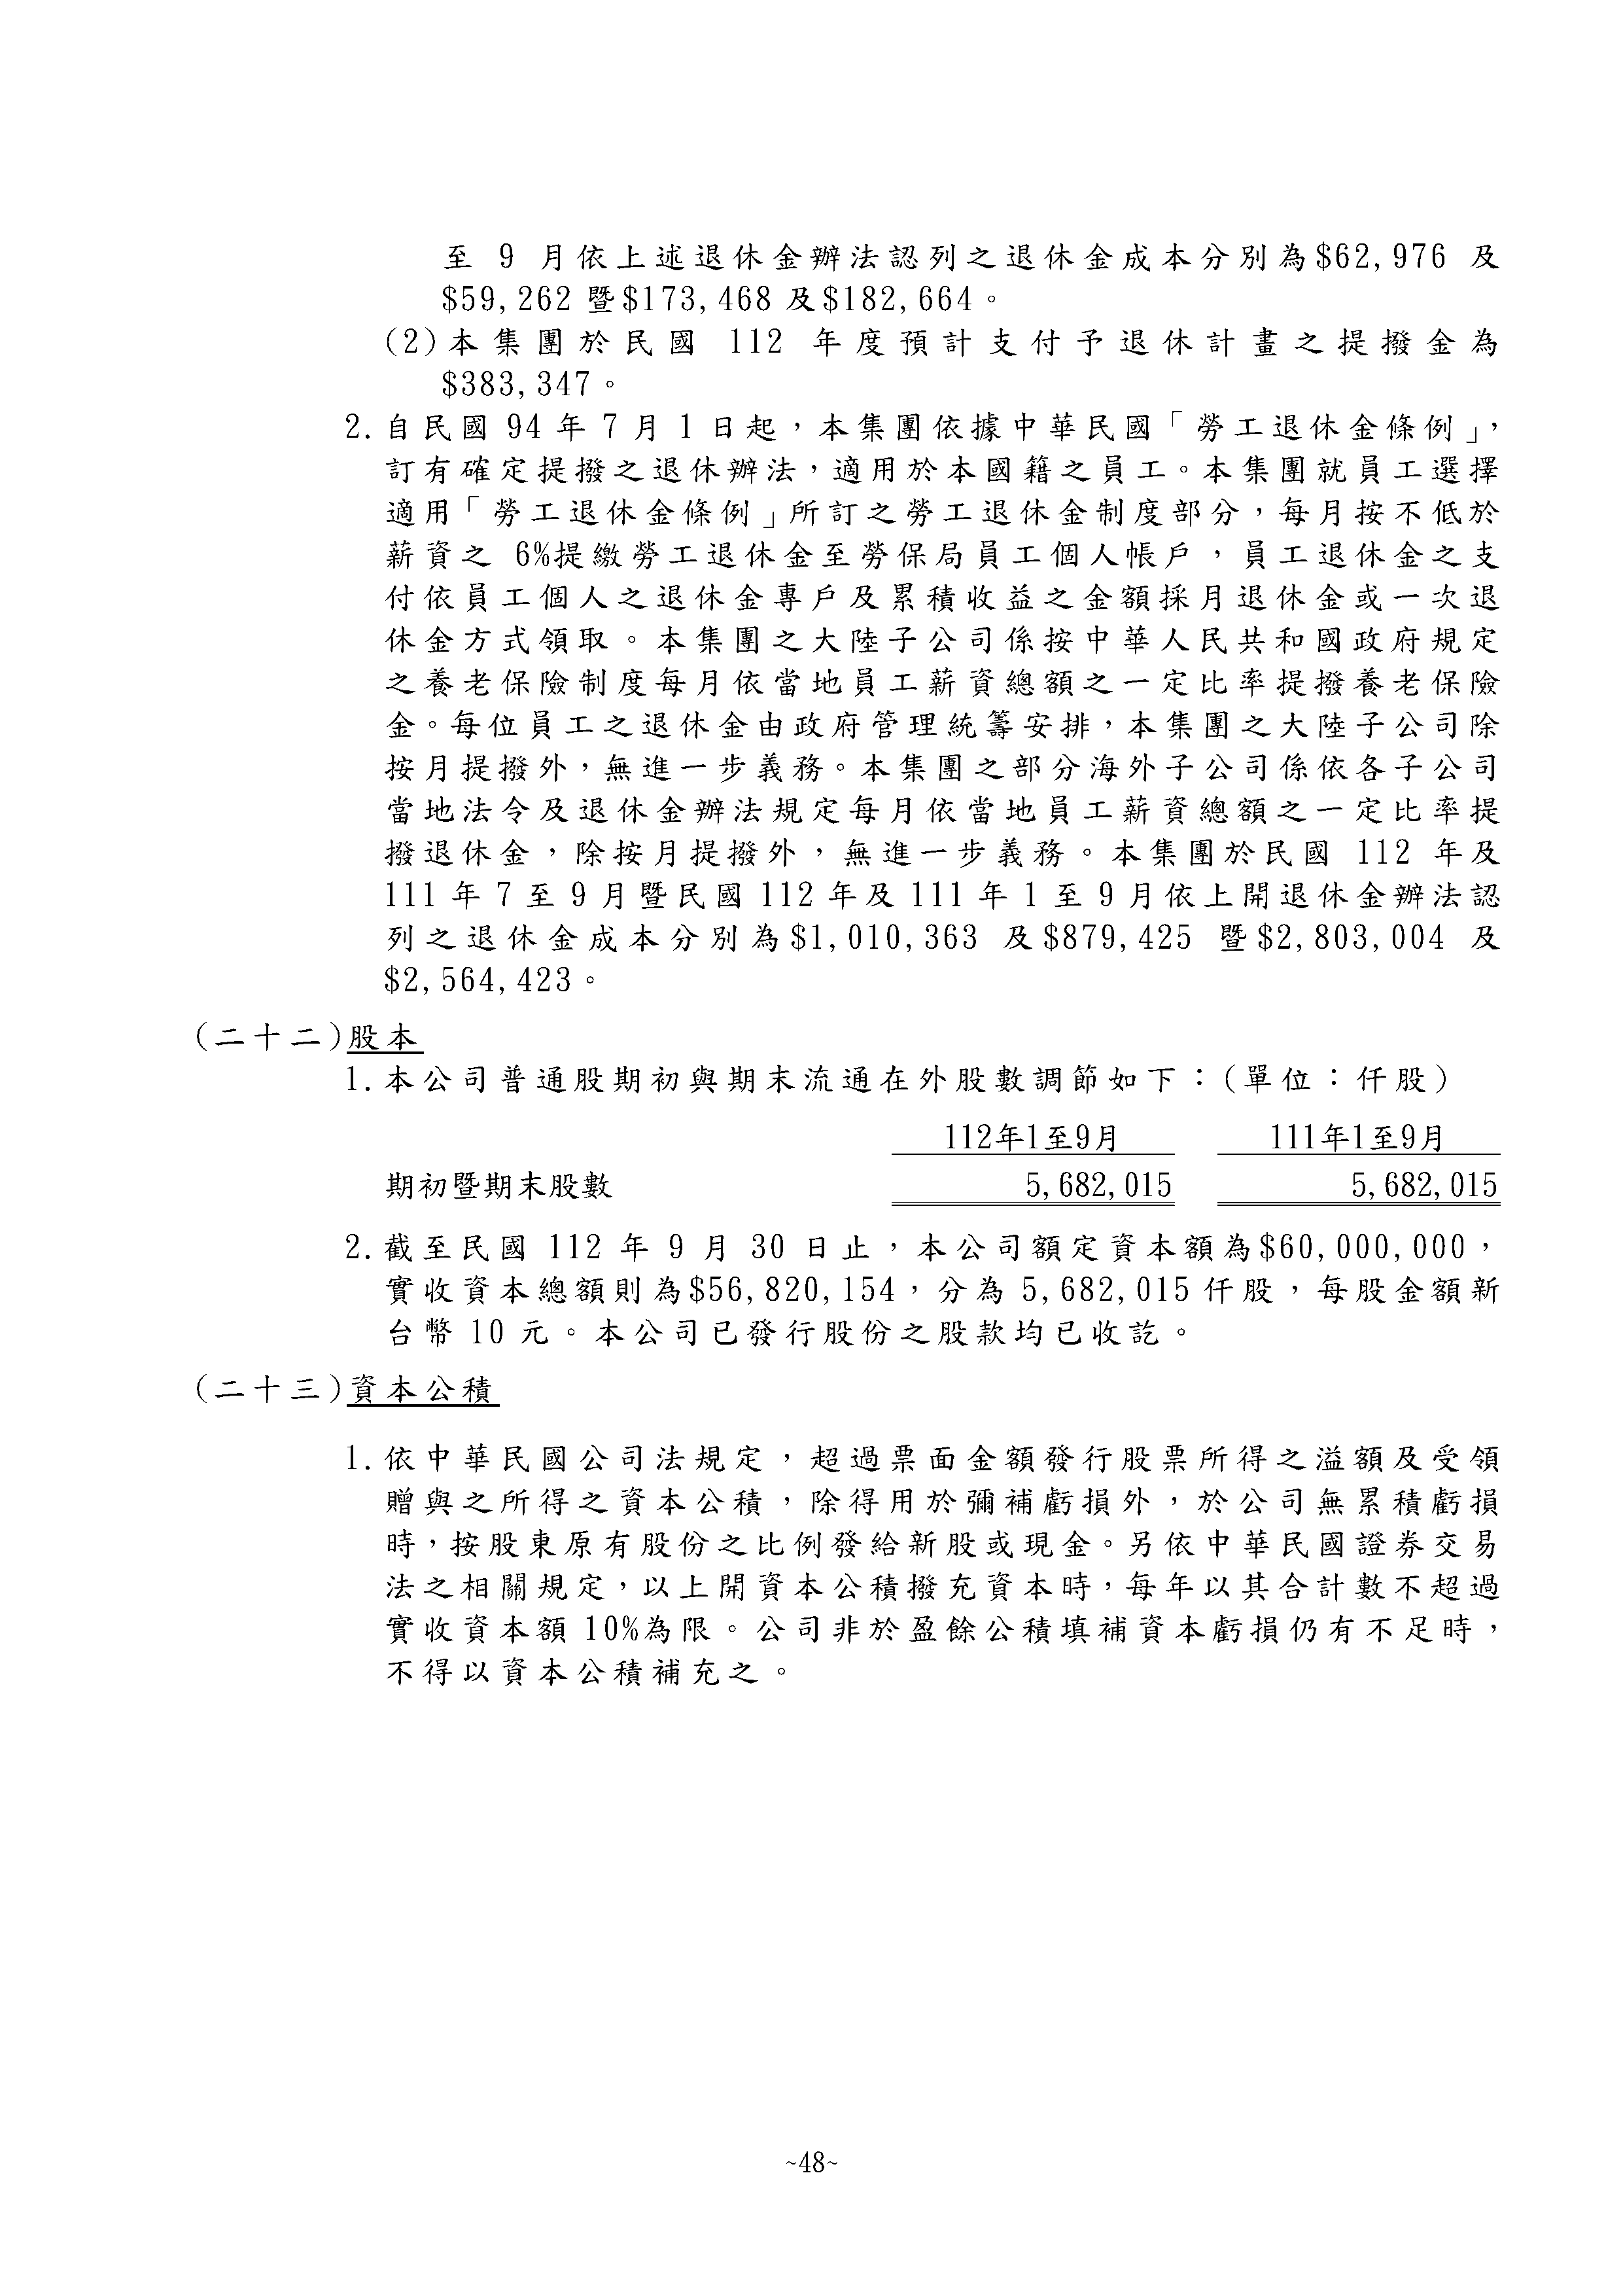 至 9 月依上述退休金辦法認列之退休金成本分別為$62,976 及
$59,262 暨$173,468 及$182,664。
(2)本集團於民國 112 年度預計支付予退休計畫之提撥金為
$383,347。
2.自民國 94 年 7 月 1 日起，本集團依據中華民國「勞工退休金條例」，
訂有確定提撥之退休辦法，適用於本國籍之員工。本集團就員工選擇
適用「勞工退休金條例」所訂之勞工退休金制度部分，每月按不低於
薪資之 6%提繳勞工退休金至勞保局員工個人帳戶，員工退休金之支
付依員工個人之退休金專戶及累積收益之金額採月退休金或一次退
休金方式領取。本集團之大陸子公司係按中華人民共和國政府規定
之養老保險制度每月依當地員工薪資總額之一定比率提撥養老保險
金。每位員工之退休金由政府管理統籌安排，本集團之大陸子公司除
按月提撥外，無進一步義務。本集團之部分海外子公司係依各子公司
當地法令及退休金辦法規定每月依當地員工薪資總額之一定比率提
撥退休金，除按月提撥外，無進一步義務。本集團於民國 112 年及
111 年 7 至 9 月暨民國 112 年及 111 年 1 至 9 月依上開退休金辦法認
列之退休金成本分別為$1,010,363 及$879,425 暨$2,803,004 及
$2,564,423。
(二十二)股本
1.本公司普通股期初與期末流通在外股數調節如下：(單位：仟股)
112年1至9月 111年1至9月
期初暨期末股數 5,682,015 5,682,015
2.截至民國 112 年 9 月 30 日止，本公司額定資本額為$60,000,000，
實收資本總額則為$56,820,154，分為 5,682,015 仟股，每股金額新
台幣 10 元。本公司已發行股份之股款均已收訖。
(二十三)資本公積
1.依中華民國公司法規定，超過票面金額發行股票所得之溢額及受領
贈與之所得之資本公積，除得用於彌補虧損外，於公司無累積虧損
時，按股東原有股份之比例發給新股或現金。另依中華民國證券交易
法之相關規定，以上開資本公積撥充資本時，每年以其合計數不超過
實收資本額 10%為限。公司非於盈餘公積填補資本虧損仍有不足時，
不得以資本公積補充之。
~48~